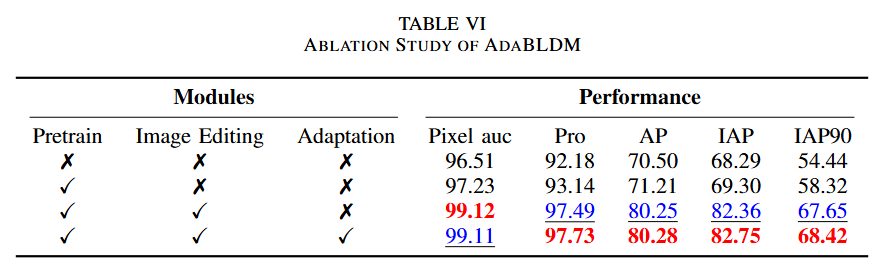 TABLE VI
ABLATION STUDY OF ADABLDM
Modules Performance
Pretrain Image Editing Adaptation Pixel auc Pro AP IAP IAP90
✗ ✗ ✗ 96.51 92.18 70.50 68.29 54.44
✓ ✗ ✗ 97.23 93.14 71.21 69.30 58.32
✓ ✓ ✗ 99.12 97.49 80.25 82.36 67.65
✓ ✓ ✓ 99.11 97.73 80.28 82.75 68.42